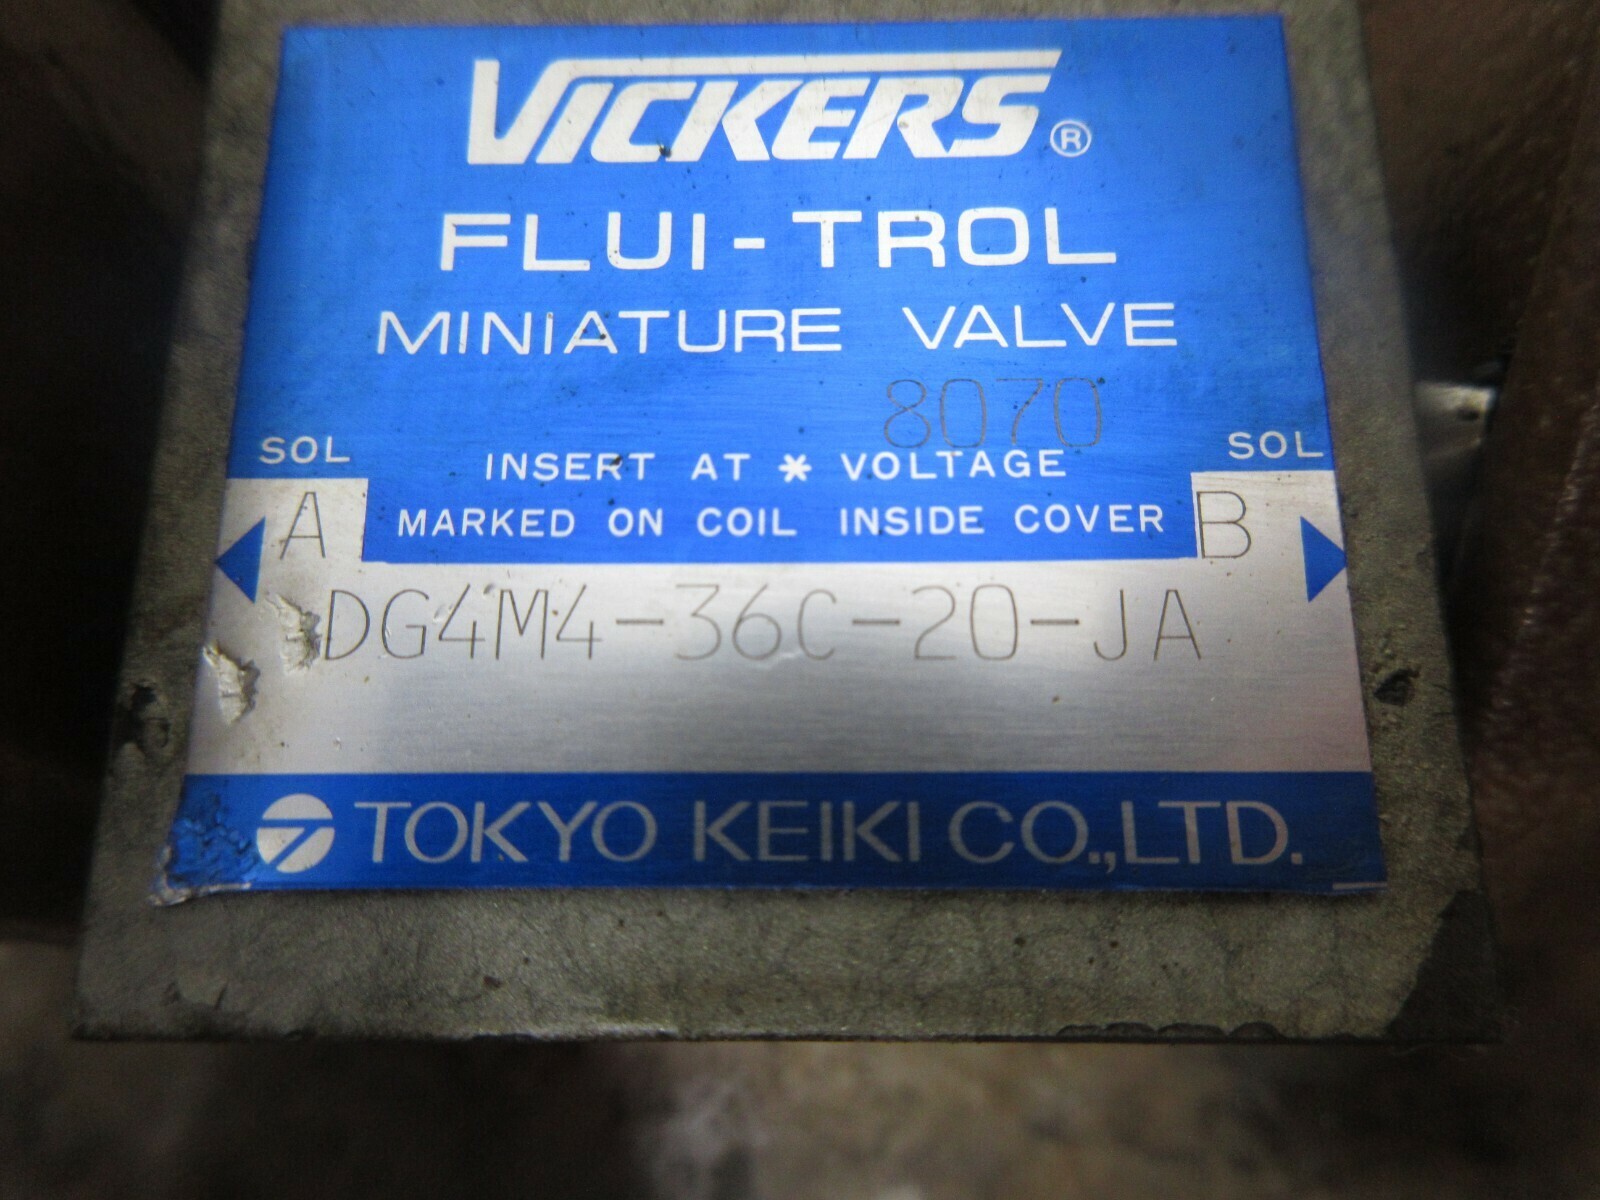 VICKERS®
FLUI-TROL
MINIATURE VALVE
8070
SOL
SOL
INSERT AT * VOLTAGE
MARKED ON COIL INSIDE COVER
A
B
DG4M4-36C-20-JA
TOKYO KEIKI CO.,LTD.